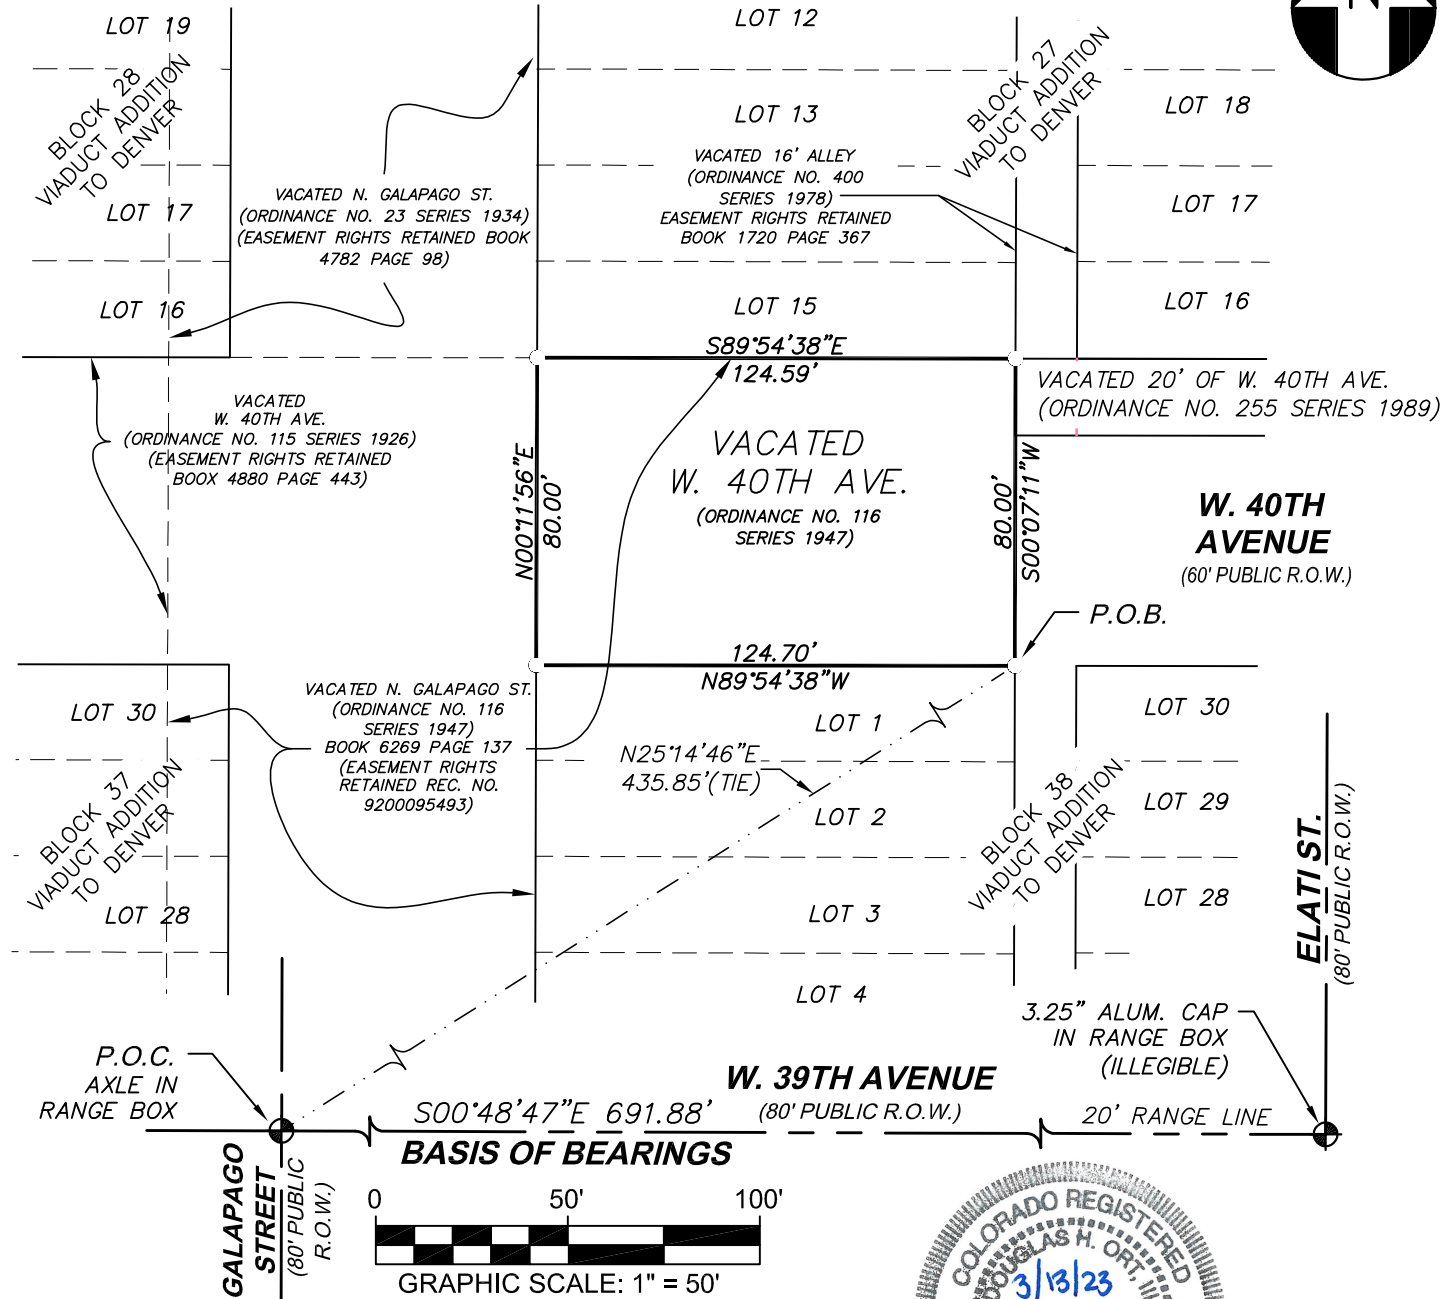 N
LOT 19
BLOCK 28
VIADUCT ADDITION
TO DENVER
LOT 17
LOT 16
VACATED N. GALAPAGO ST.
(ORDINANCE NO. 23 SERIES 1934)
(EASEMENT RIGHTS RETAINED BOOK
4782 PAGE 98)
LOT 12
LOT 13
VACATED 16' ALLEY
(ORDINANCE NO. 400
SERIES 1978)
EASEMENT RIGHTS RETAINED
BOOK 1720 PAGE 367
LOT 15
BLOCK 27
VIADUCT ADDITION
TO DENVER
LOT 18
LOT 17
LOT 16
S89°54'38"E
124.59'
VACATED 20' OF W. 40TH AVE.
(ORDINANCE NO. 255 SERIES 1989)
VACATED
W. 40TH AVE.
(ORDINANCE NO. 115 SERIES 1926)
(EASEMENT RIGHTS RETAINED
BOOX 4880 PAGE 443)
N00°11'56"E
80.00'
VACATED
W. 40TH AVE.
(ORDINANCE NO. 116
SERIES 1947)
80.00'
S00°07'11"W
W. 40TH
AVENUE
(60' PUBLIC R.O.W.)
P.O.B.
124.70'
N89°54'38"W
VACATED N. GALAPAGO ST.
(ORDINANCE NO. 116
SERIES 1947)
BOOK 6269 PAGE 137
(EASEMENT RIGHTS
RETAINED REC. NO.
9200095493)
LOT 30
BLOCK 37
VIADUCT ADDITION
TO DENVER
LOT 28
LOT 1
N25°14'46"E
435.85'(TIE)
LOT 2
LOT 3
LOT 4
BLOCK 38
VIADUCT ADDITION
TO DENVER
LOT 30
LOT 29
LOT 28
ELATI ST.
(80' PUBLIC R.O.W.)
3.25" ALUM. CAP
IN RANGE BOX
(ILLEGIBLE)
P.O.C.
AXLE IN
RANGE BOX
W. 39TH AVENUE
(80' PUBLIC R.O.W.)
S00°48'47"E 691.88'
20' RANGE LINE
BASIS OF BEARINGS
GALAPAGO
STREET
(80' PUBLIC
R.O.W.)
0 50' 100'
GRAPHIC SCALE: 1" = 50'
COLORADO REGISTERED
DOUGLAS H. ORT, III
3/13/23